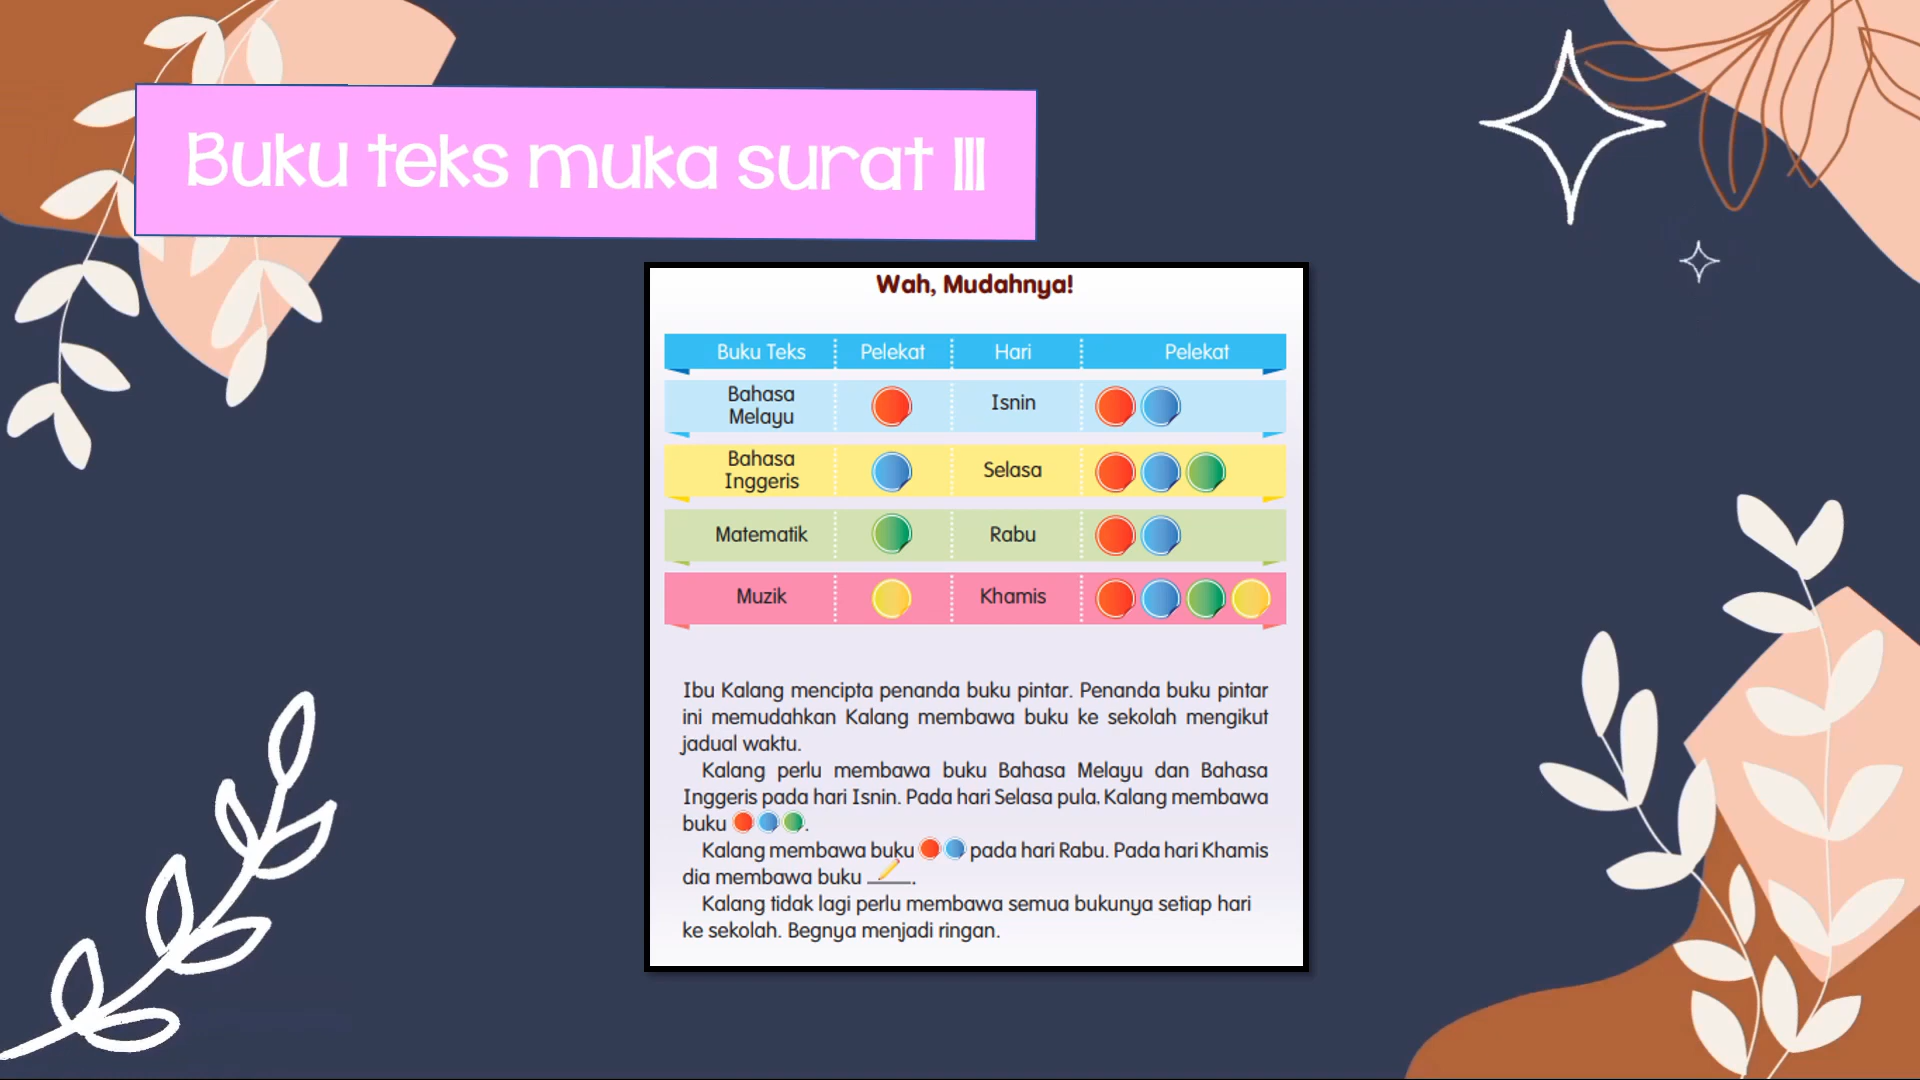 Buku teks muka surat 111
Wah, Mudahnya!
Buku Teks Pelekat Hari Pelekat
Bahasa
Melayu
Isnin
Bahasa
Inggeris
Selasa
Matematik Rabu
Muzik Khamis
Ibu Kalang mencipta penanda buku pintar. Penanda buku pintar
ini memudahkan Kalang membawa buku ke sekolah mengikut
jadual waktu.
Kalang perlu membawa buku Bahasa Melayu dan Bahasa
Inggeris pada hari Isnin. Pada hari Selasa pula, Kalang membawa
buku .
Kalang membawa buku pada hari Rabu. Pada hari Khamis
dia membawa buku ____.
Kalang tidak lagi perlu membawa semua bukunya setiap hari
ke sekolah. Begnya menjadi ringan.